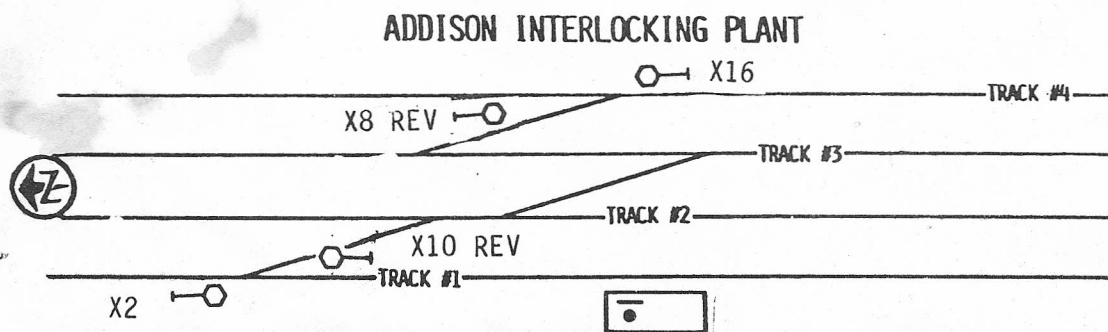 ADDISON INTERLOCKING PLANT
X16
TRACK #4
X8 REV
TRACK #3
N
TRACK #2
X10 REV
TRACK #1
X2